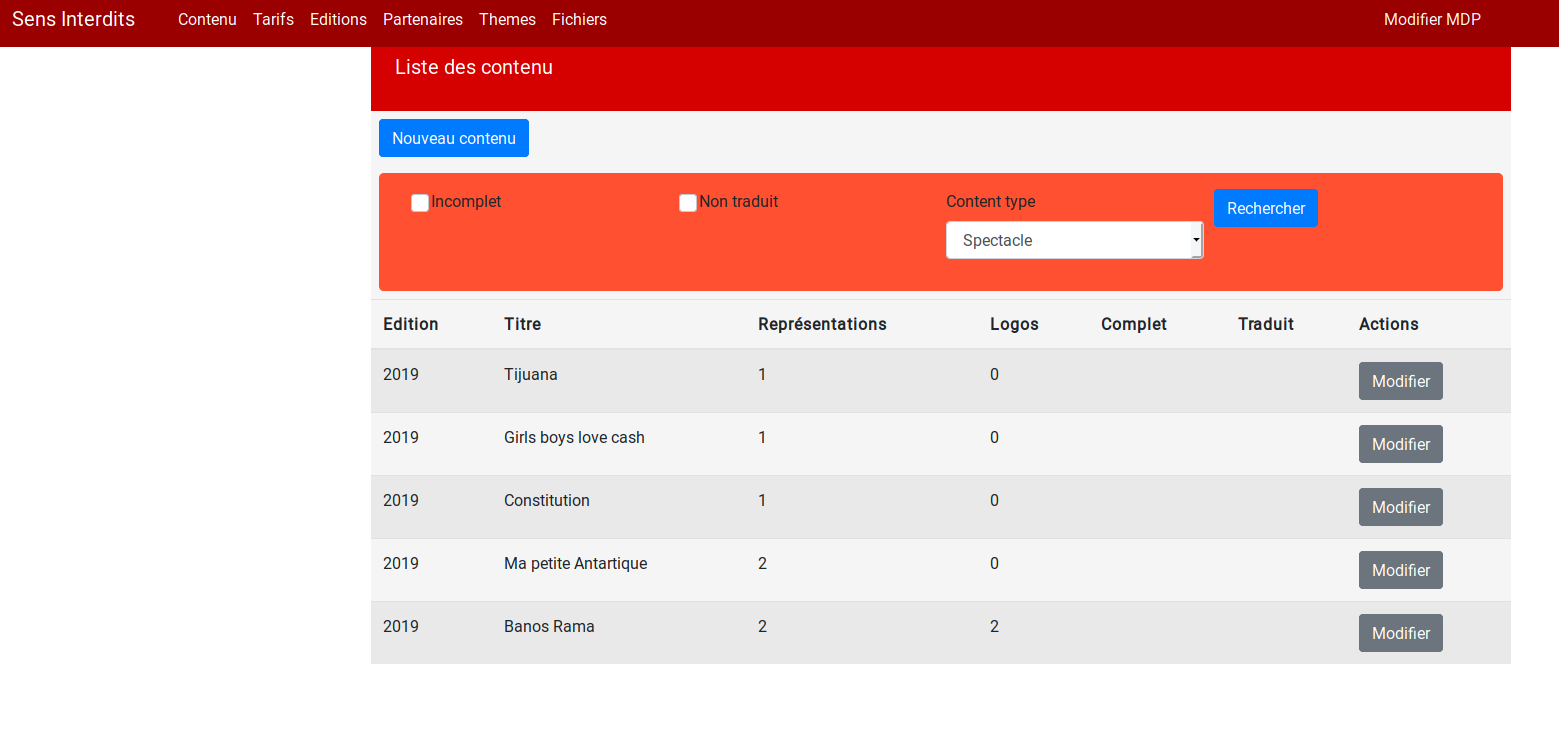 Sens Interdits Contenu Tarifs Editions Partenaires Themes Fichiers Modifier MDP
Liste des contenu
Nouveau contenu
Incomplet Non traduit Content type Rechercher
Spectacle
Edition Titre Représentations Logos Complet Traduit Actions
2019 Tijuana 1 0 Modifier
2019 Girls boys love cash 1 0 Modifier
2019 Constitution 1 0 Modifier
2019 Ma petite Antartique 2 0 Modifier
2019 Banos Rama 2 2 Modifier